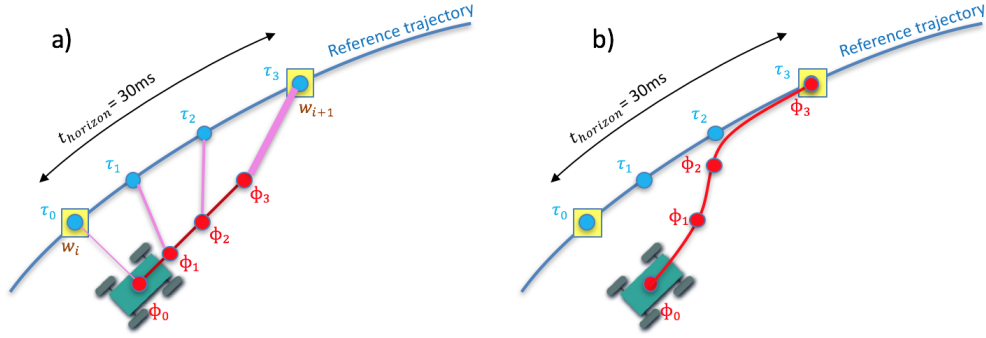 a)
Reference trajectory
t_horizon = 30ms
τ₃
w_{i+1}
τ₂
τ₁
ϕ₃
τ₀
ϕ₂
w_i
ϕ₁
ϕ₀
b)
Reference trajectory
t_horizon = 30ms
τ₃
ϕ₃
τ₂
ϕ₂
τ₁
τ₀
ϕ₁
ϕ₀